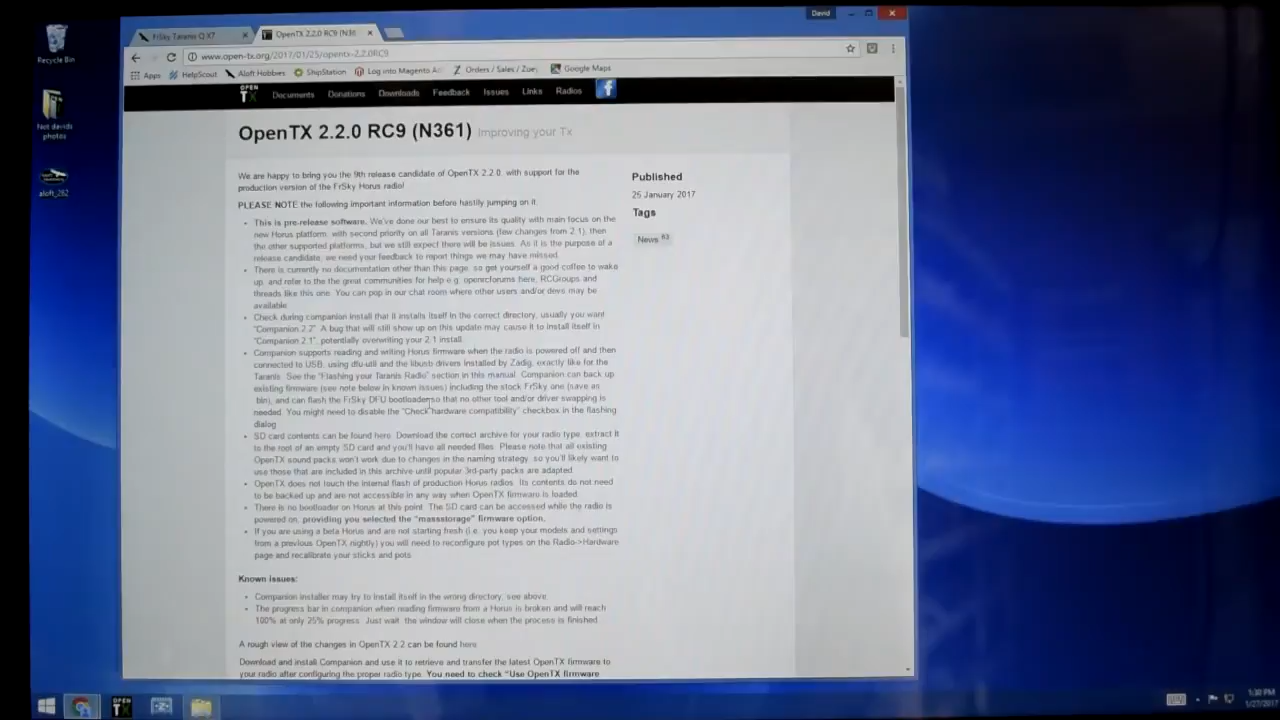 Recycle Bin
Not davids
photos
aloft_262
David
FrSky Taranis Q X7
OpenTX 2.2.0 RC9 (N36
www.open-tx.org/2017/01/25/opentx-2.2.0RC9
Apps HelpScout Aloft Hobbies ShipStation Log into Magento Ad Orders / Sales / Zoey Google Maps
OPEN TX Documents Donations Downloads Feedback Issues Links Radios f
OpenTX 2.2.0 RC9 (N361) Improving your Tx
We are happy to bring you the 9th release candidate of OpenTX 2.2.0, with support for the
production version of the FrSky Horus radio!
PLEASE NOTE the following important information before hastily jumping on it.
• This is pre-release software. We've done our best to ensure its quality with main focus on the
new Horus platform, with second priority on all Taranis versions (few changes from 2.1), then
the other supported platforms, but we still expect there will be issues. As it is the purpose of a
release candidate, we need your feedback to report things we may have missed.
• There is currently no documentation other than this page, so get yourself a good coffee to wake
up, and refer to the the great communities for help e.g. openrcforums here, RCGroups and
threads like this one. You can pop in our chat room where other users and/or devs may be
available.
• Check during companion install that it installs itself in the correct directory, usually you want
"Companion 2.2". A bug that will still show up on this update may cause it to install itself in
"Companion 2.1", potentially overwriting your 2.1 install.
• Companion supports reading and writing Horus firmware when the radio is powered off and then
connected to USB, using dfu-util and the libusb drivers installed by Zadig, exactly like for the
Taranis. See the "Flashing your Taranis Radio" section in this manual. Companion can back up
existing firmware (see note below in known issues) including the stock FrSky one (save as
.bin), and can flash the FrSky DFU bootloader so that no other tool and/or driver swapping is
needed. You might need to disable the "Check hardware compatibility" checkbox in the flashing
dialog
• SD card contents can be found here. Download the correct archive for your radio type, extract it
to the root of an empty SD card and you'll have all needed files. Please note that all existing
OpenTX sound packs won't work due to changes in the naming strategy, so you'll likely want to
use those that are included in this archive until popular 3rd-party packs are adapted.
• OpenTX does not touch the internal flash of production Horus radios. Its contents do not need
to be backed up and are not accessible in any way when OpenTX firmware is loaded.
• There is no bootloader on Horus at this point. The SD card can be accessed while the radio is
powered on, providing you selected the "massstorage" firmware option.
• If you are using a beta Horus and are not starting fresh (i.e. you keep your models and settings
from a previous OpenTX nightly) you will need to reconfigure pot types on the Radio->Hardware
page and recalibrate your sticks and pots.
Known issues:
• Companion installer may try to install itself in the wrong directory, see above.
• The progress bar in companion when reading firmware from a Horus is broken and will reach
100% at only 25% progress. Just wait, the window will close when the process is finished.
A rough view of the changes in OpenTX 2.2 can be found here
Download and install Companion and use it to retrieve and transfer the latest OpenTX firmware to
your radio after configuring the proper radio type. You need to check "Use OpenTX firmware
Published
25 January 2017
Tags
News 63
OPEN TX
1:30 PM
1/27/2017